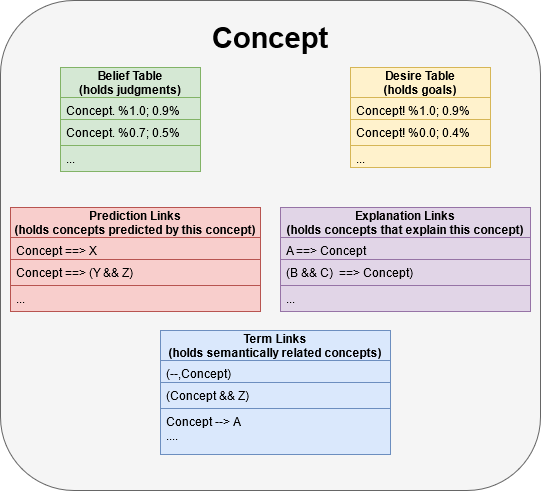 Concept
Belief Table
(holds judgments)
Concept. %1.0; 0.9%
Concept. %0.7; 0.5%
...
Desire Table
(holds goals)
Concept! %1.0; 0.9%
Concept! %0.0; 0.4%
...
Prediction Links
(holds concepts predicted by this concept)
Concept ==> X
Concept ==> (Y && Z)
...
Explanation Links
(holds concepts that explain this concept)
A ==> Concept
(B && C)  ==> Concept)
...
Term Links
(holds semantically related concepts)
(--,Concept)
(Concept && Z)
Concept --> A
....